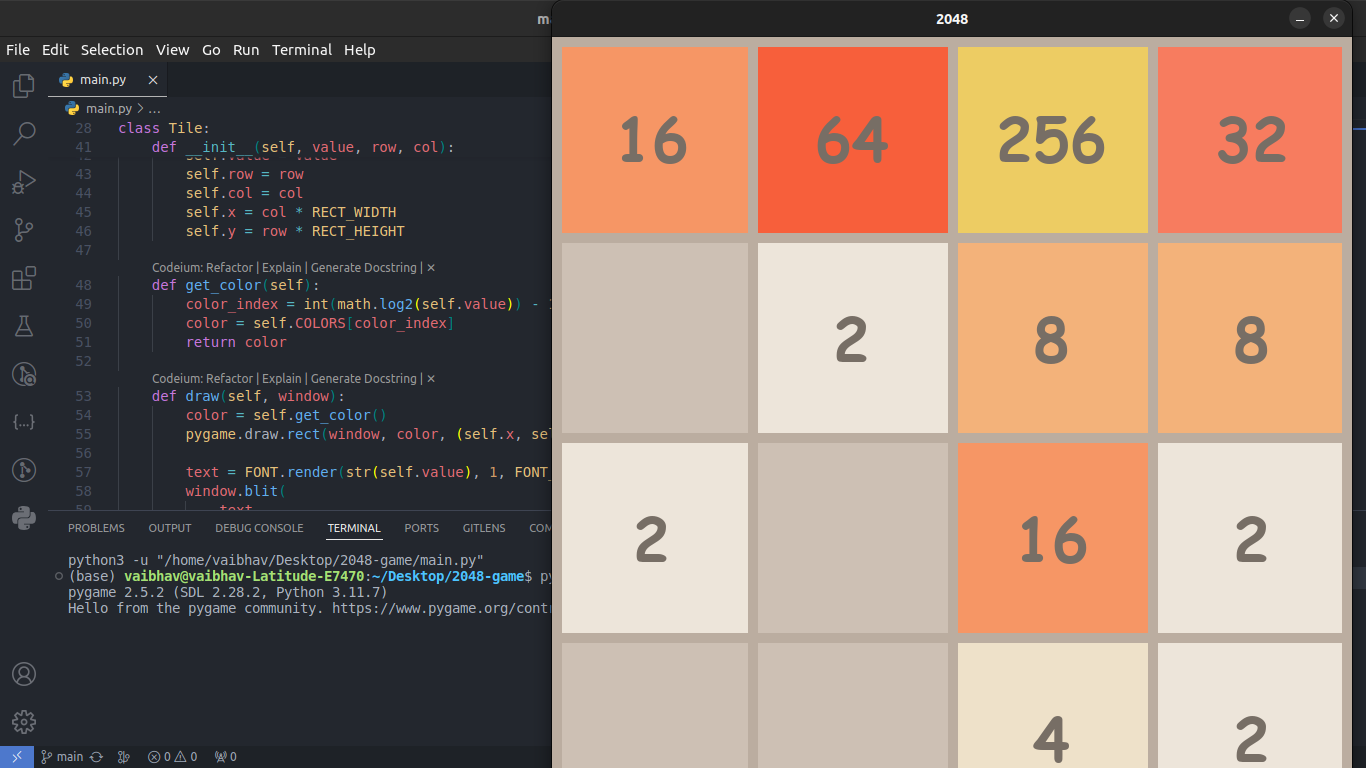 2048
File Edit Selection View Go Run Terminal Help
main.py
main.py > ...
28 class Tile:
41 def __init__(self, value, row, col):
43 self.row = row
44 self.col = col
45 self.x = col * RECT_WIDTH
46 self.y = row * RECT_HEIGHT
47
Codeium: Refactor | Explain | Generate Docstring | ×
48 def get_color(self):
49 color_index = int(math.log2(self.value)) -
50 color = self.COLORS[color_index]
51 return color
52
Codeium: Refactor | Explain | Generate Docstring | ×
53 def draw(self, window):
54 color = self.get_color()
55 pygame.draw.rect(window, color, (self.x, se
56
57 text = FONT.render(str(self.value), 1, FONT_
58 window.blit(
PROBLEMS OUTPUT DEBUG CONSOLE TERMINAL PORTS GITLENS COM
python3 -u "/home/vaibhav/Desktop/2048-game/main.py"
(base) vaibhav@vaibhav-Latitude-E7470:~/Desktop/2048-game$ py
pygame 2.5.2 (SDL 2.28.2, Python 3.11.7)
Hello from the pygame community. https://www.pygame.org/contr
main 0 0 0
16 64 256 32
2 8 8
2 16 2
4 2